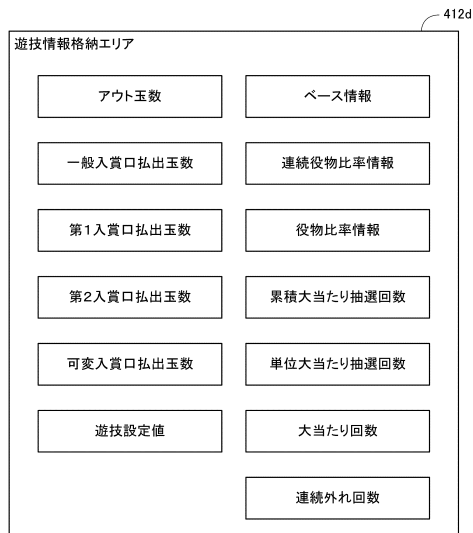 412d
遊技情報格納エリア
アウト玉数
ベース情報
一般入賞口払出玉数
連続役物比率情報
第1入賞口払出玉数
役物比率情報
第2入賞口払出玉数
累積大当たり抽選回数
可変入賞口払出玉数
単位大当たり抽選回数
遊技設定値
大当たり回数
連続外れ回数